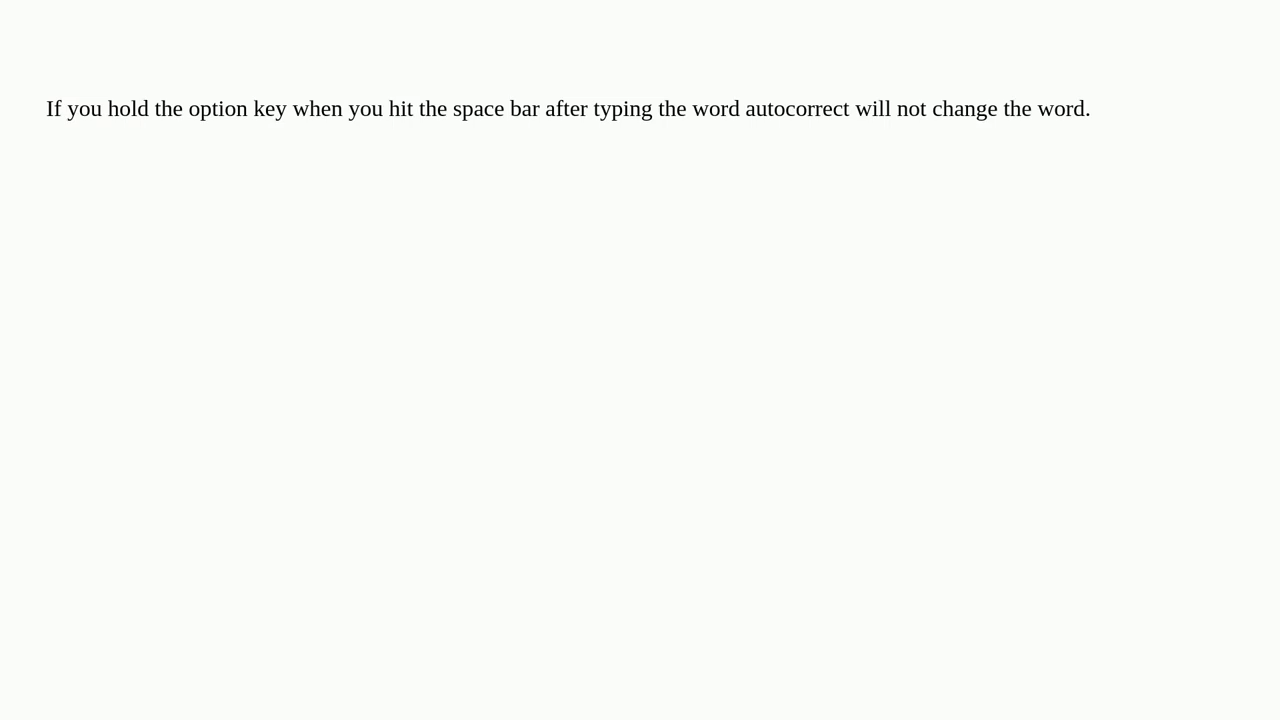 If you hold the option key when you hit the space bar after typing the word autocorrect will not change the word.